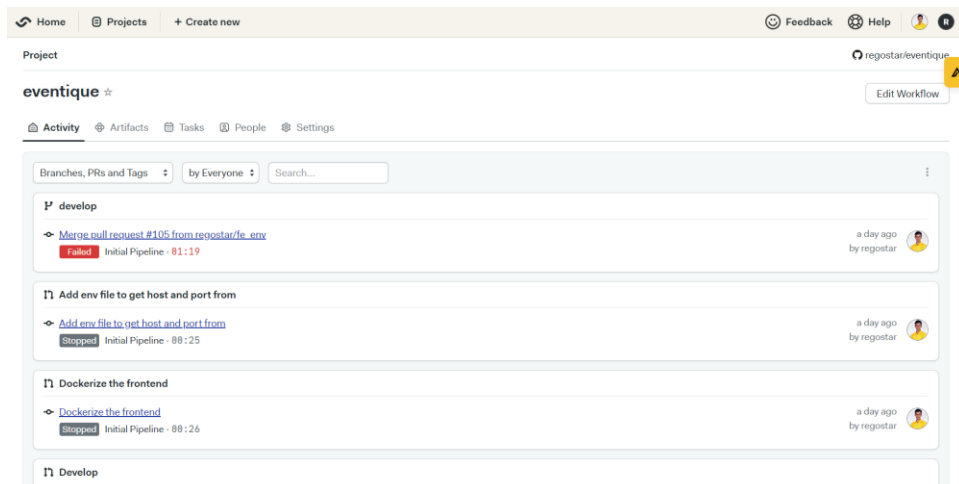 Home Projects + Create new Feedback Help R
Project regostar/eventique
eventique Edit Workflow
Activity Artifacts Tasks People Settings
Branches, PRs and Tags by Everyone Search...
develop
Merge pull request #105 from regostar/fe_env a day ago
Failed Initial Pipeline · 01:19 by regostar
Add env file to get host and port from
Add env file to get host and port from a day ago
Stopped Initial Pipeline · 00:25 by regostar
Dockerize the frontend
Dockerize the frontend a day ago
Stopped Initial Pipeline · 00:26 by regostar
Develop